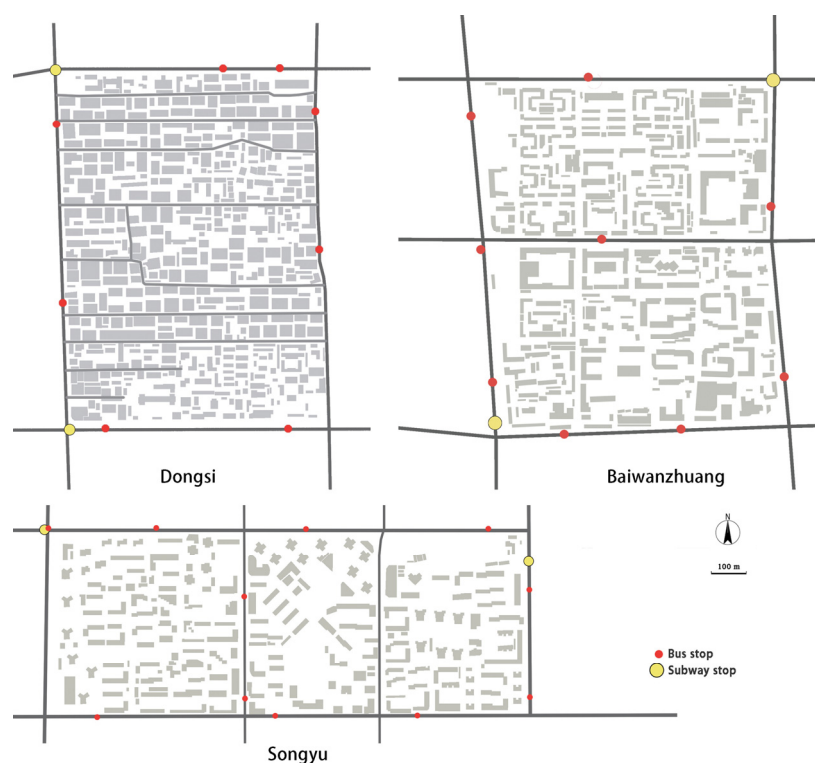 Dongsi
Baiwanzhuang
N
100 m
Bus stop
Subway stop
Songyu